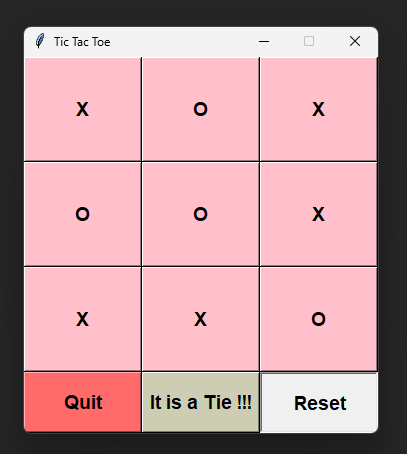 Tic Tac Toe
X O X
O O X
X X O
Quit It is a Tie !!! Reset